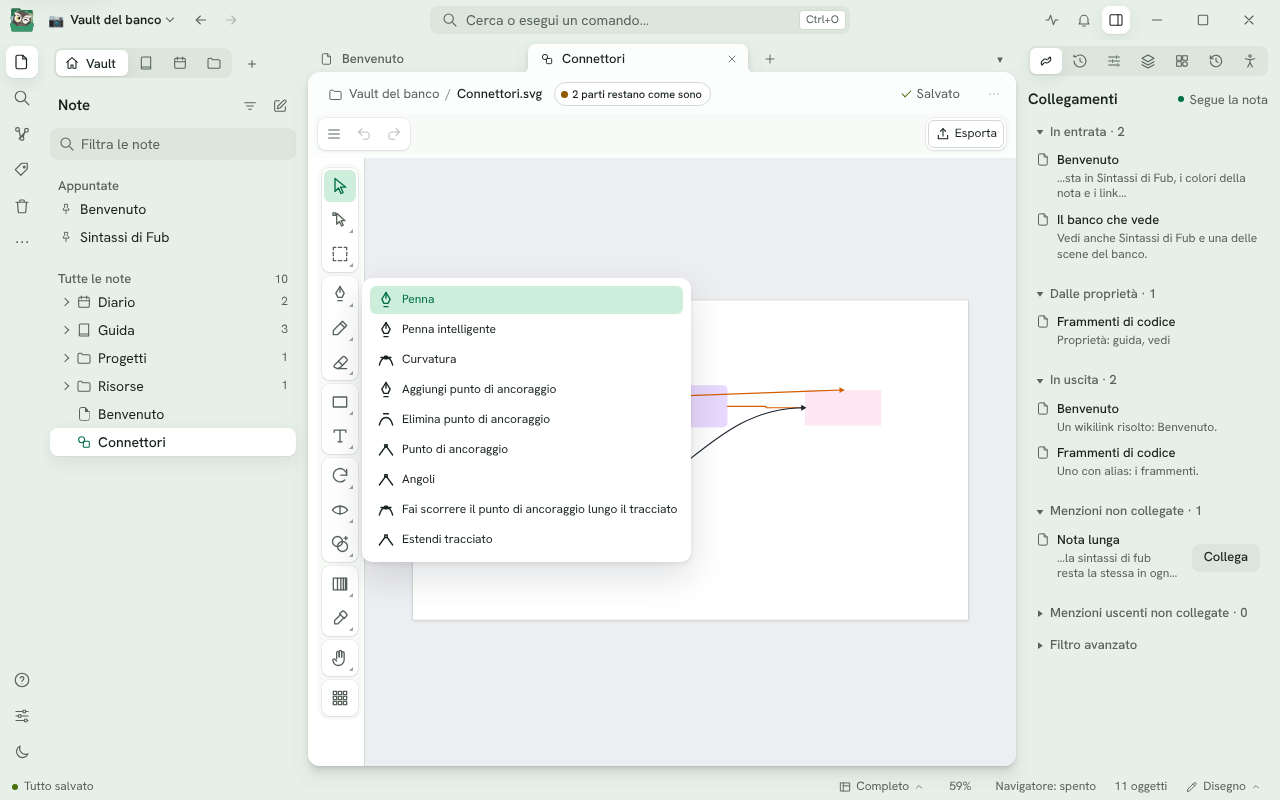 Vault del banco
Cerca o esegui un comando...
Ctrl+O
Vault
Note
Filtra le note
Appuntate
Benvenuto
Sintassi di Fub
Tutte le note 10
Diario 2
Guida 3
Progetti 1
Risorse 1
Benvenuto
Connettori
Benvenuto
Connettori
Vault del banco / Connettori.svg
2 parti restano come sono
Salvato
Esporta
Penna
Penna intelligente
Curvatura
Aggiungi punto di ancoraggio
Elimina punto di ancoraggio
Punto di ancoraggio
Angoli
Fai scorrere il punto di ancoraggio lungo il tracciato
Estendi tracciato
Collegamenti
Segue la nota
In entrata · 2
Benvenuto
...sta in Sintassi di Fub, i colori della
nota e i link...
Il banco che vede
Vedi anche Sintassi di Fub e una delle
scene del banco.
Dalle proprietà · 1
Frammenti di codice
Proprietà: guida, vedi
In uscita · 2
Benvenuto
Un wikilink risolto: Benvenuto.
Frammenti di codice
Uno con alias: i frammenti.
Menzioni non collegate · 1
Nota lunga
...la sintassi di fub
resta la stessa in ogn...
Collega
Menzioni uscenti non collegate · 0
Filtro avanzato
Tutto salvato
Completo
59%
Navigatore: spento
11 oggetti
Disegno